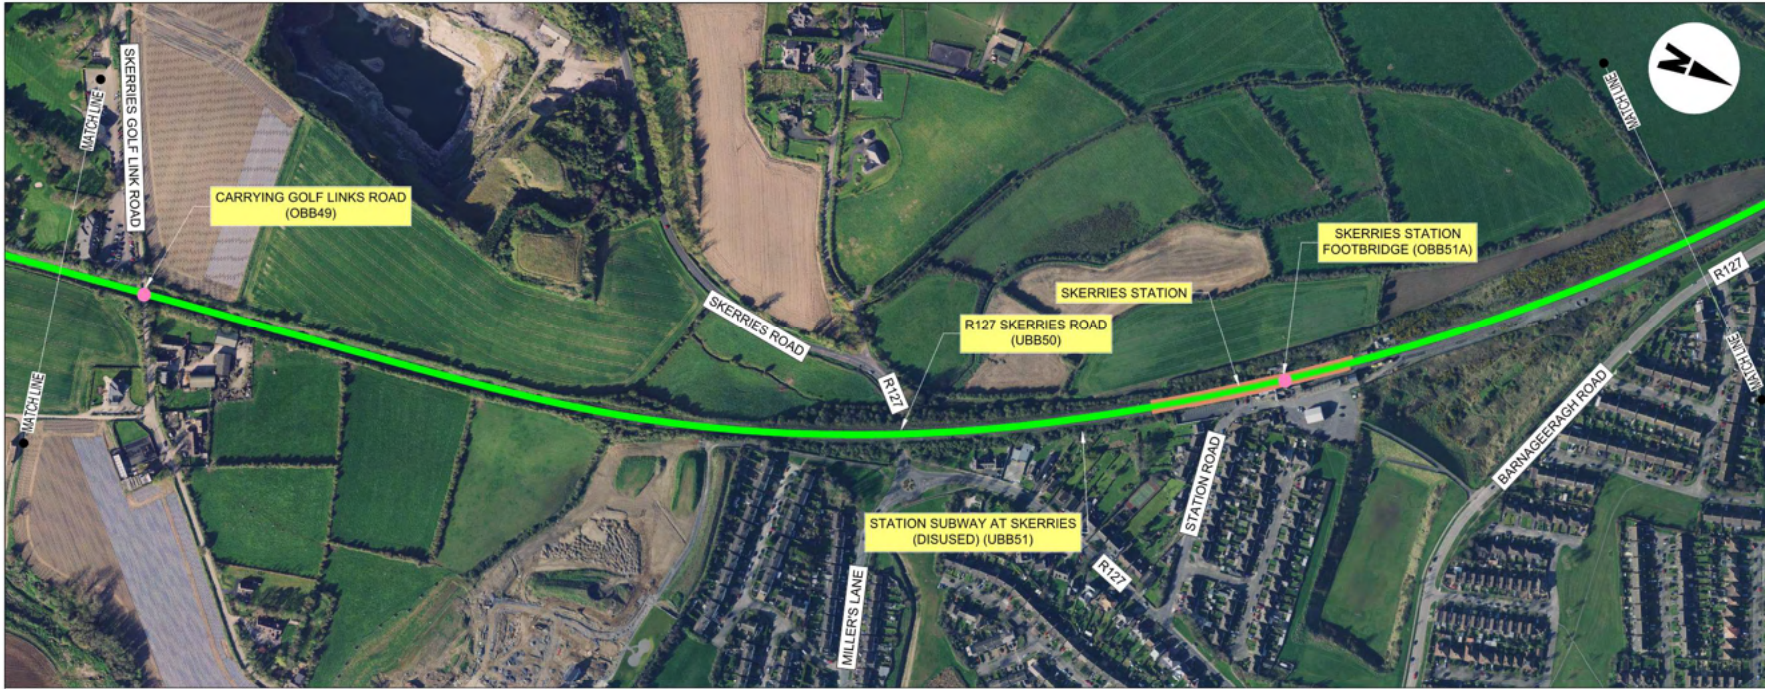 MATCH LINE
SKERRIES GOLF LINK ROAD
CARRYING GOLF LINKS ROAD
(OBB49)
MATCH LINE
SKERRIES ROAD
R127
R127 SKERRIES ROAD
(UBB50)
SKERRIES STATION
SKERRIES STATION
FOOTBRIDGE (OBB51A)
MATCH LINE
N
R127
MATCH LINE
BARNAGEERAGH ROAD
STATION ROAD
STATION SUBWAY AT SKERRIES
(DISUSED) (UBB51)
R127
MILLER'S LANE